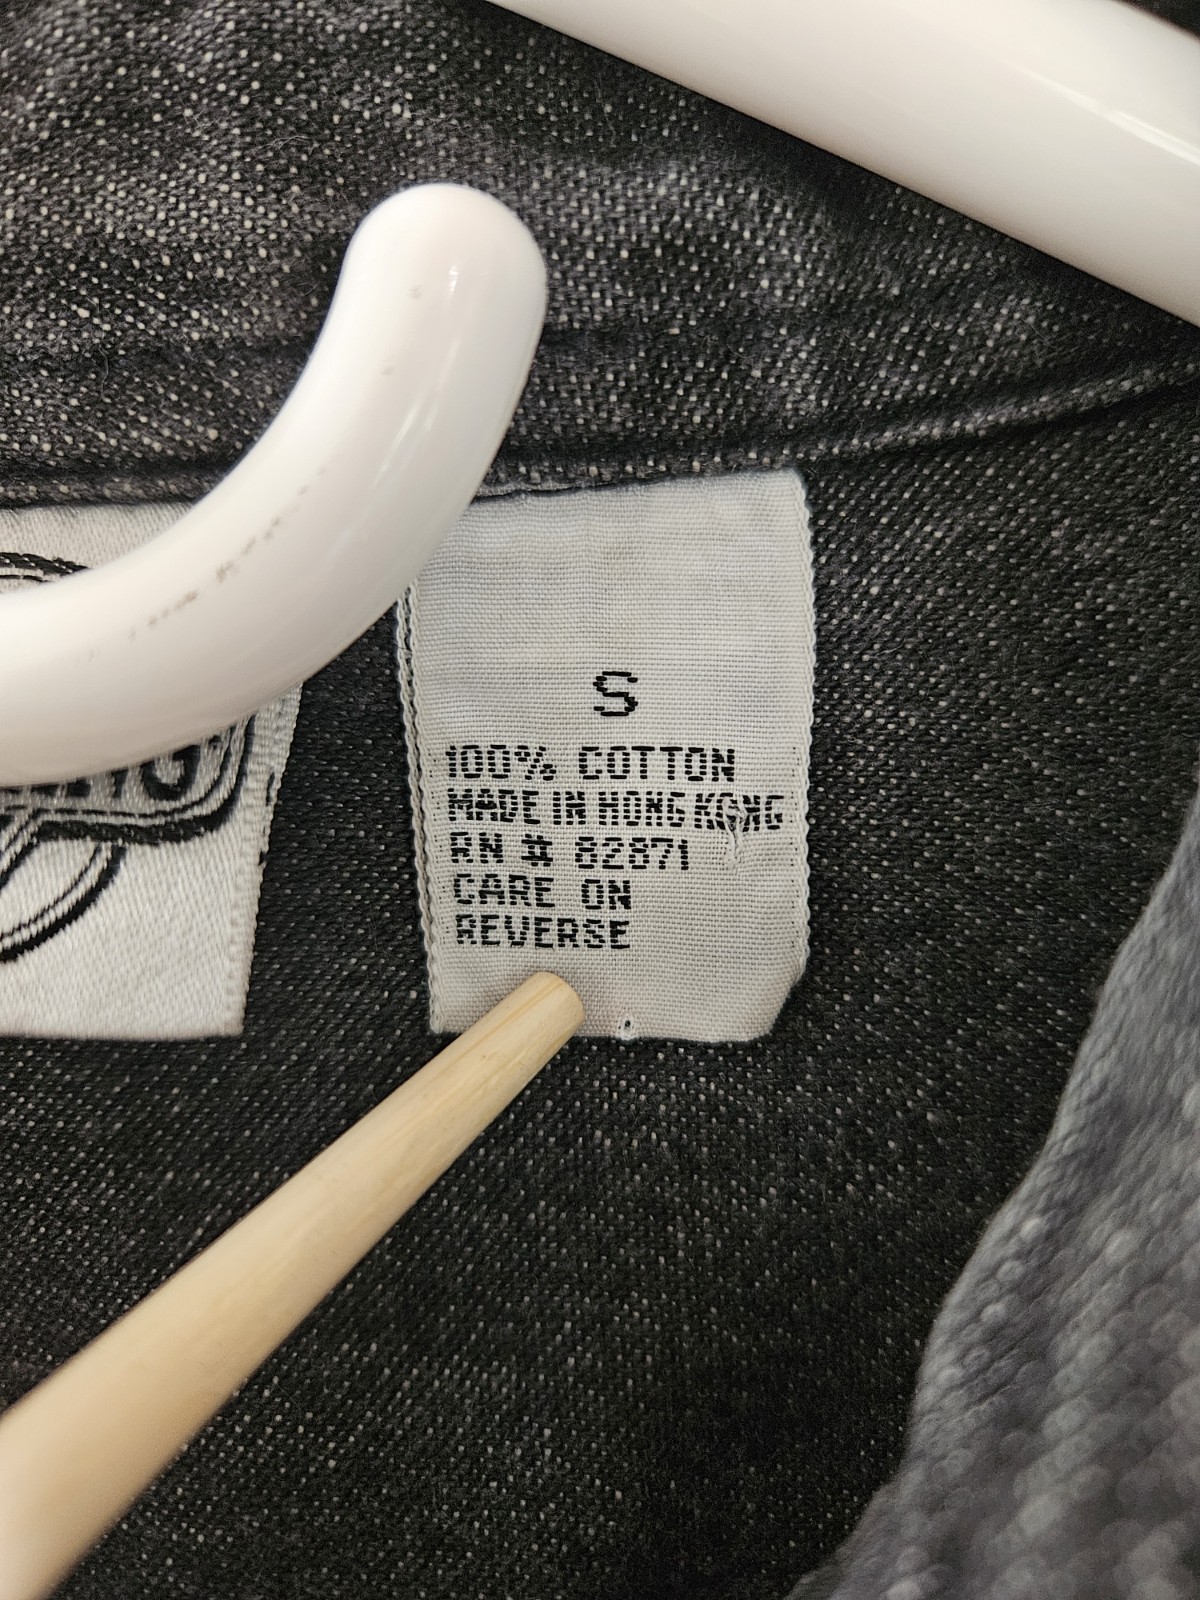 S
100% COTTON
MADE IN HONG KONG
RN # 82871
CARE ON
REVERSE